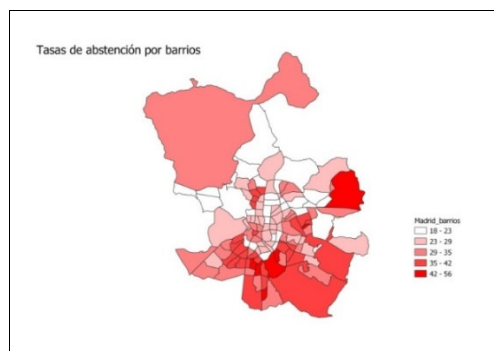 Tasas de abstención por barrios
Madrid_barrios
18 - 23
23 - 29
29 - 35
35 - 42
42 - 56